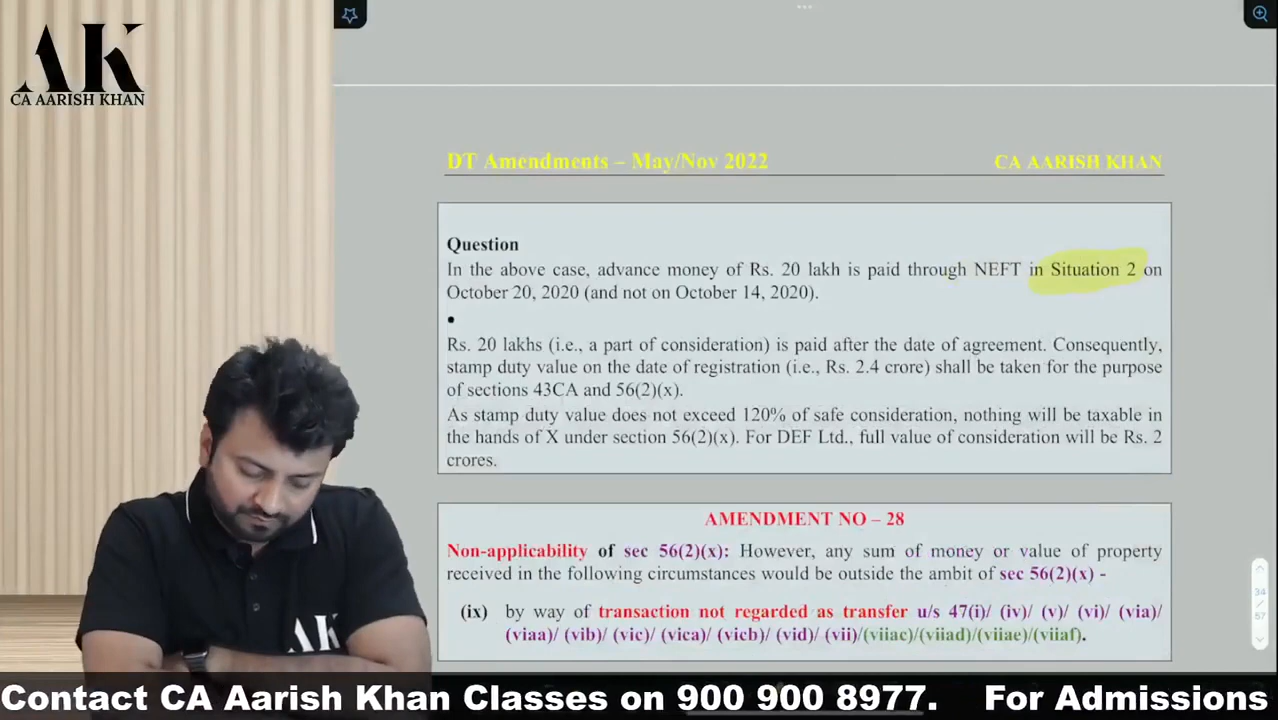 AK
CA AARISH KHAN
DT Amendments – May/Nov 2022
CA AARISH KHAN
Question
In the above case, advance money of Rs. 20 lakh is paid through NEFT in Situation 2 on
October 20, 2020 (and not on October 14, 2020).
Rs. 20 lakhs (i.e., a part of consideration) is paid after the date of agreement. Consequently,
stamp duty value on the date of registration (i.e., Rs. 2.4 crore) shall be taken for the purpose
of sections 43CA and 56(2)(x).
As stamp duty value does not exceed 120% of safe consideration, nothing will be taxable in
the hands of X under section 56(2)(x). For DEF Ltd., full value of consideration will be Rs. 2
crores.
AMENDMENT NO – 28
Non-applicability of sec 56(2)(x): However, any sum of money or value of property
received in the following circumstances would be outside the ambit of sec 56(2)(x) -
(ix) by way of transaction not regarded as transfer u/s 47(i)/ (iv)/ (v)/ (vi)/ (via)/
(viaa)/ (vib)/ (vic)/ (vica)/ (vicb)/ (vid)/ (vii)/(viiac)/(viiad)/(viiae)/(viiaf).
34
/
57
AK
Contact CA Aarish Khan Classes on 900 900 8977. For Admissions